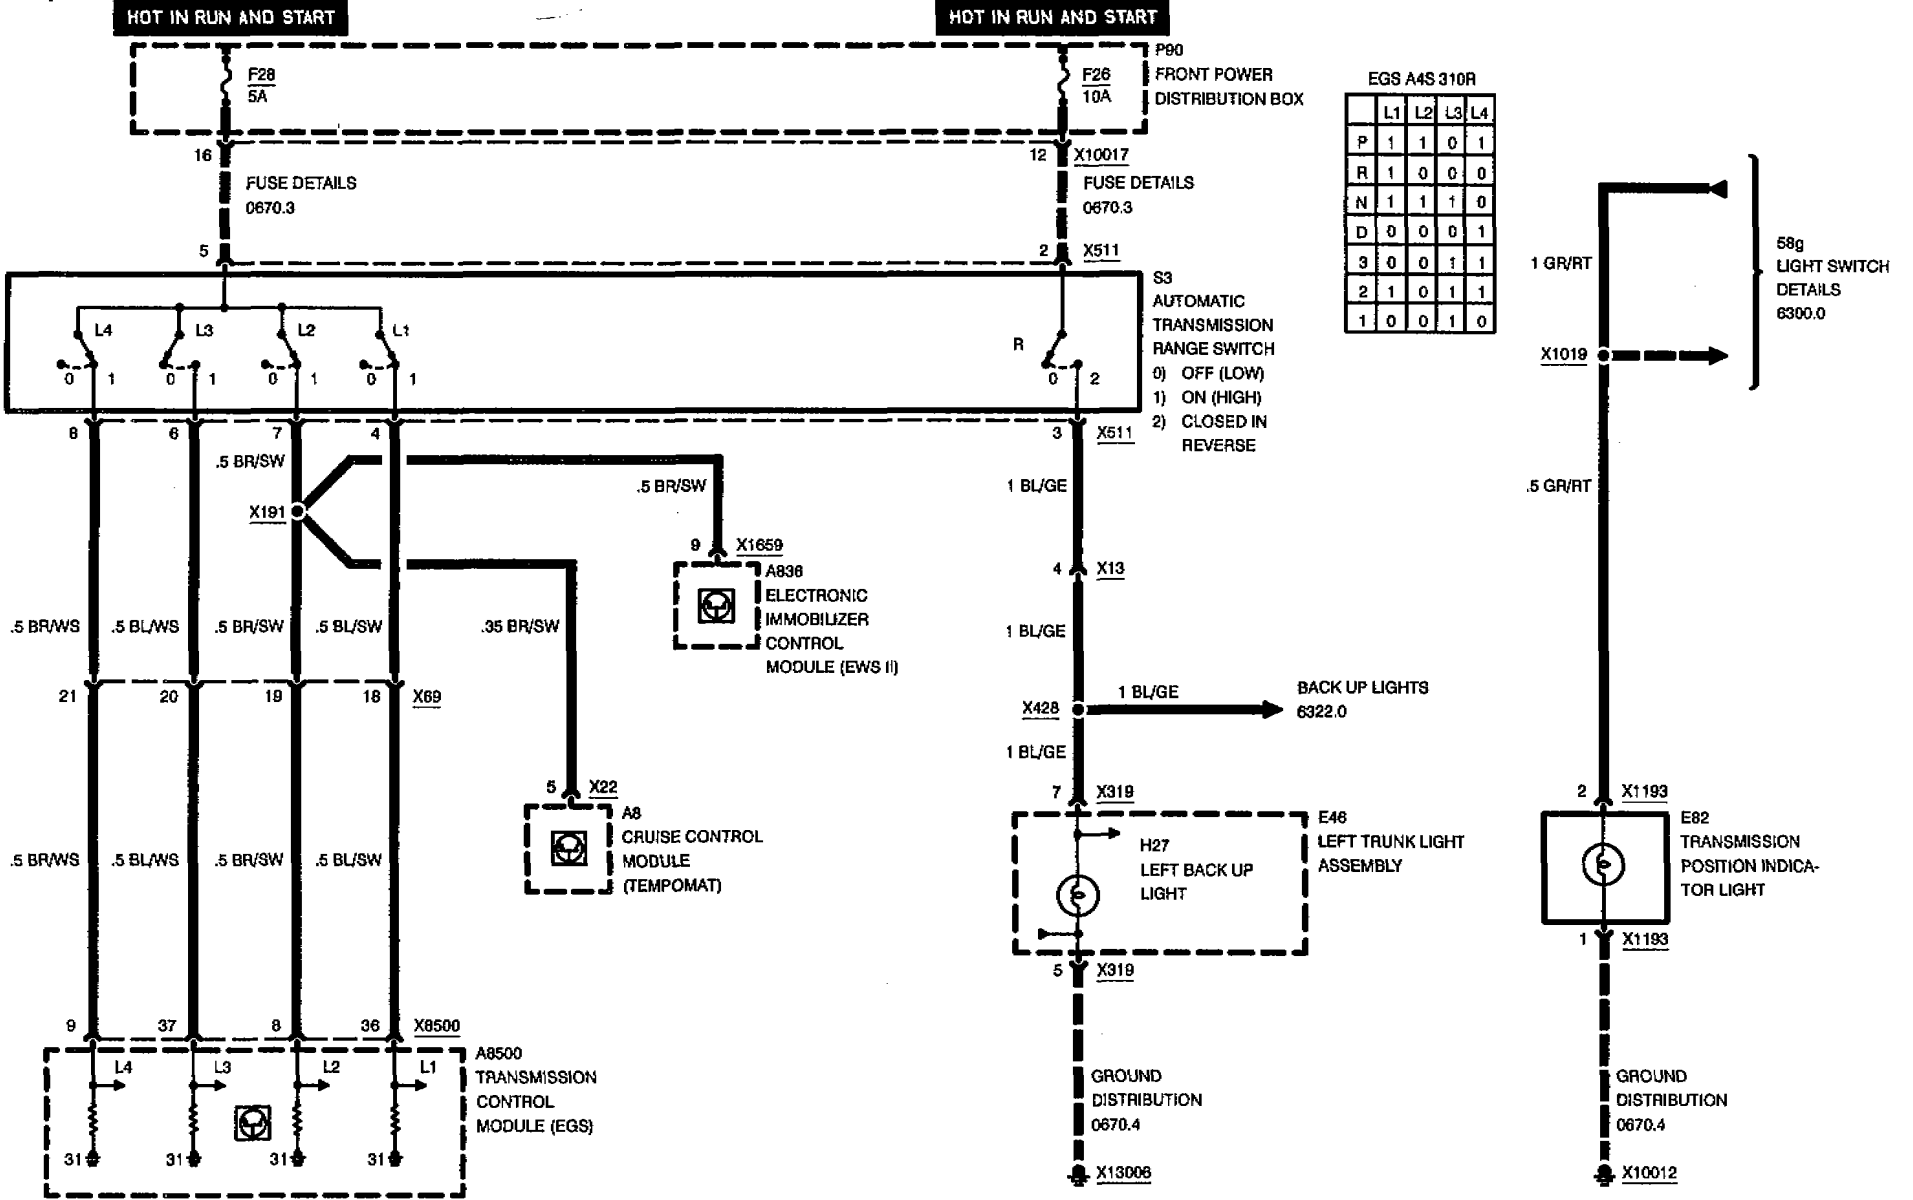 HOT IN RUN AND START
HOT IN RUN AND START
F28
5A
F26
10A
P90
FRONT POWER
DISTRIBUTION BOX
16
12 X10017
FUSE DETAILS
0670.3
FUSE DETAILS
0670.3
5
2 X511
EGS A4S 310R
L1 L2 L3 L4
P 1 1 0 1
R 1 0 0 0
N 1 1 1 0
D 0 0 0 1
3 0 0 1 1
2 1 0 1 1
1 0 0 1 0
L4 L3 L2 L1
0 1 0 1 0 1 0 1
R
0 2
S3
AUTOMATIC
TRANSMISSION
RANGE SWITCH
0) OFF (LOW)
1) ON (HIGH)
2) CLOSED IN
REVERSE
1 GR/RT
58g
LIGHT SWITCH
DETAILS
6300.0
X1019
8 6 7 4
3 X511
.5 BR/SW
.5 BR/SW
1 BL/GE
.5 GR/RT
X191
9 X1659
A836
ELECTRONIC
IMMOBILIZER
CONTROL
MODULE (EWS II)
4 X13
.5 BR/WS .5 BL/WS .5 BR/SW .5 BL/SW
.35 BR/SW
1 BL/GE
21 20 19 18 X69
X428
1 BL/GE
BACK UP LIGHTS
6322.0
1 BL/GE
5 X22
A8
CRUISE CONTROL
MODULE
(TEMPOMAT)
7 X319
E46
LEFT TRUNK LIGHT
ASSEMBLY
H27
LEFT BACK UP
LIGHT
5 X319
2 X1193
E82
TRANSMISSION
POSITION INDICA-
TOR LIGHT
1 X1193
.5 BR/WS .5 BL/WS .5 BR/SW .5 BL/SW
9 37 8 36 X8500
A8500
TRANSMISSION
CONTROL
MODULE (EGS)
L4 L3 L2 L1
31 31 31 31
GROUND
DISTRIBUTION
0670.4
X13006
GROUND
DISTRIBUTION
0670.4
X10012